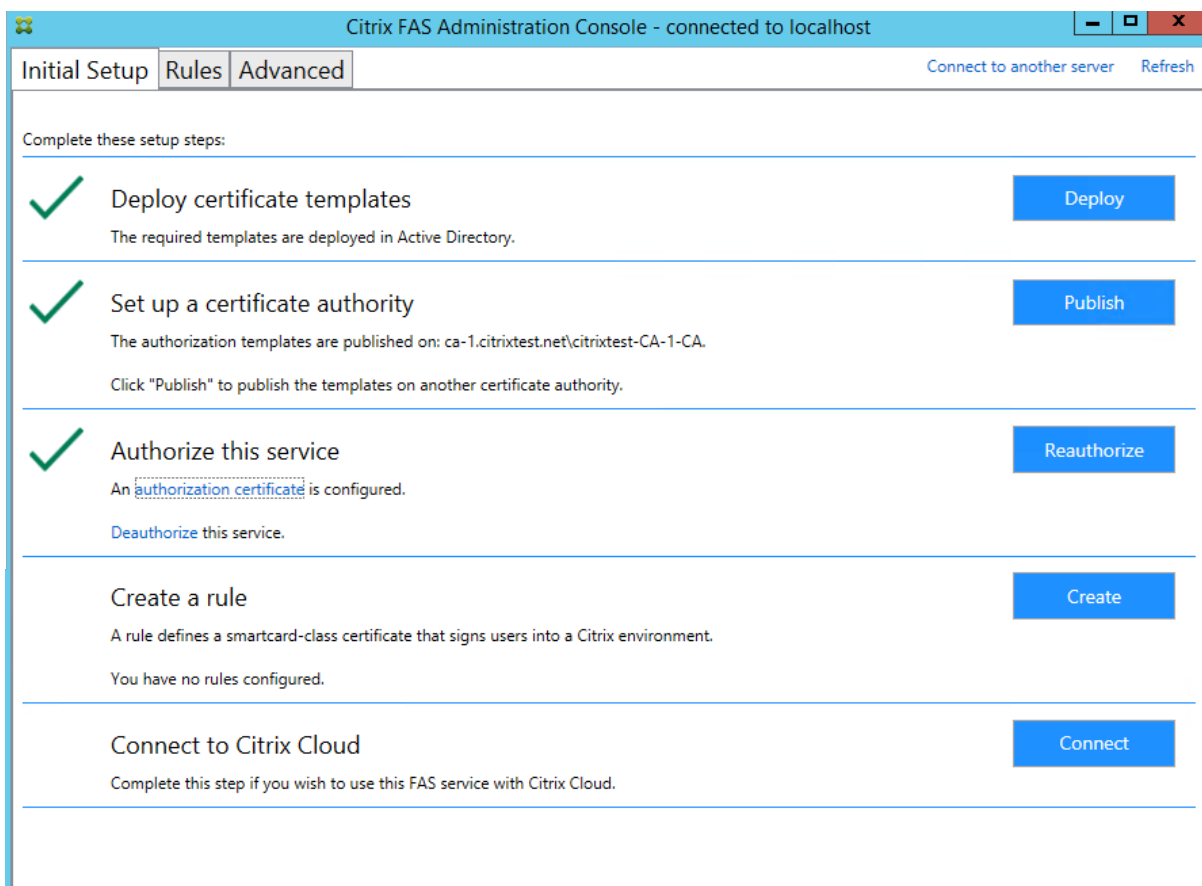 Citrix FAS Administration Console - connected to localhost
Initial Setup Rules Advanced Connect to another server Refresh
Complete these setup steps:
Deploy certificate templates Deploy
The required templates are deployed in Active Directory.
Set up a certificate authority Publish
The authorization templates are published on: ca-1.citrixtest.net\citrixtest-CA-1-CA.
Click "Publish" to publish the templates on another certificate authority.
Authorize this service Reauthorize
An authorization certificate is configured.
Deauthorize this service.
Create a rule Create
A rule defines a smartcard-class certificate that signs users into a Citrix environment.
You have no rules configured.
Connect to Citrix Cloud Connect
Complete this step if you wish to use this FAS service with Citrix Cloud.